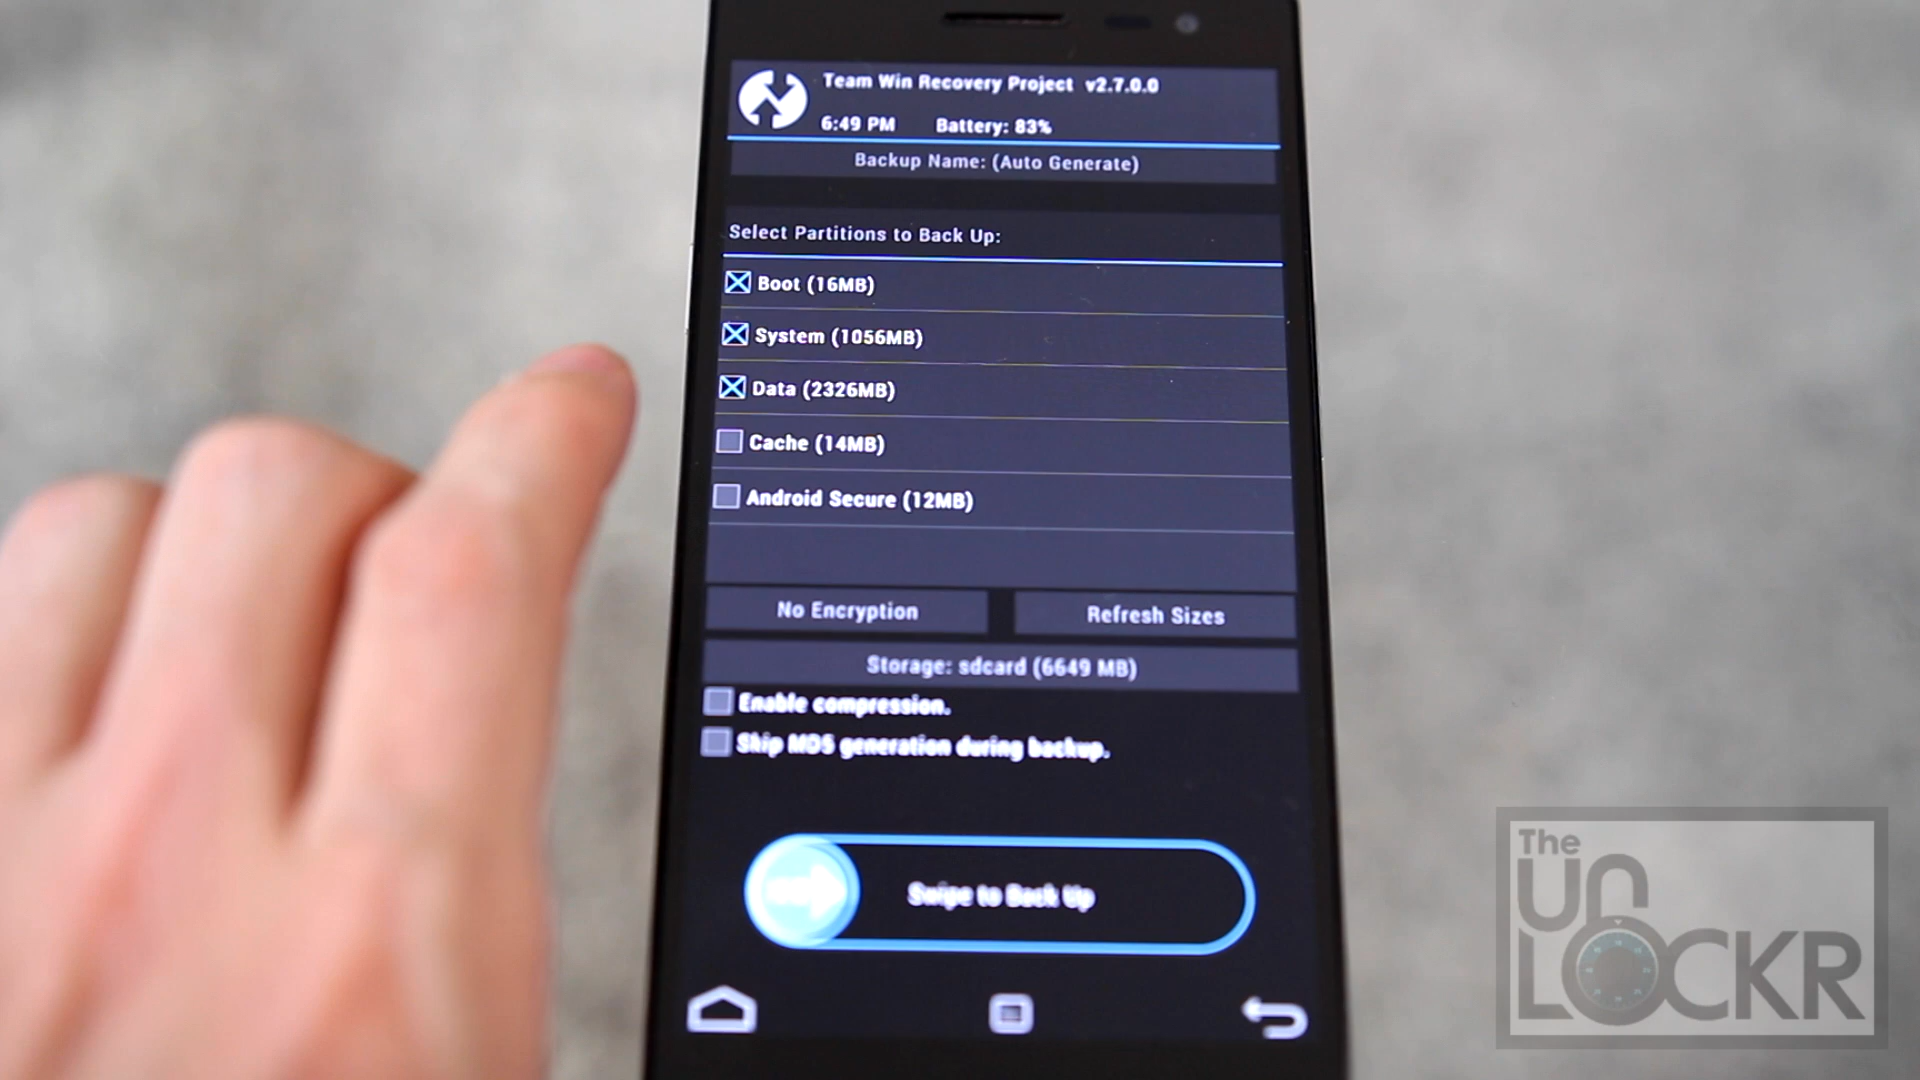 Team Win Recovery Project v2.7.0.0
6:49 PM Battery: 83%
Backup Name: (Auto Generate)
Select Partitions to Back Up:
Boot (16MB)
System (1056MB)
Data (2326MB)
Cache (14MB)
Android Secure (12MB)
No Encryption Refresh Sizes
Storage: sdcard (6649 MB)
Enable compression.
Skip MD5 generation during backup.
Swipe to Back Up
The
UN
LOCKR